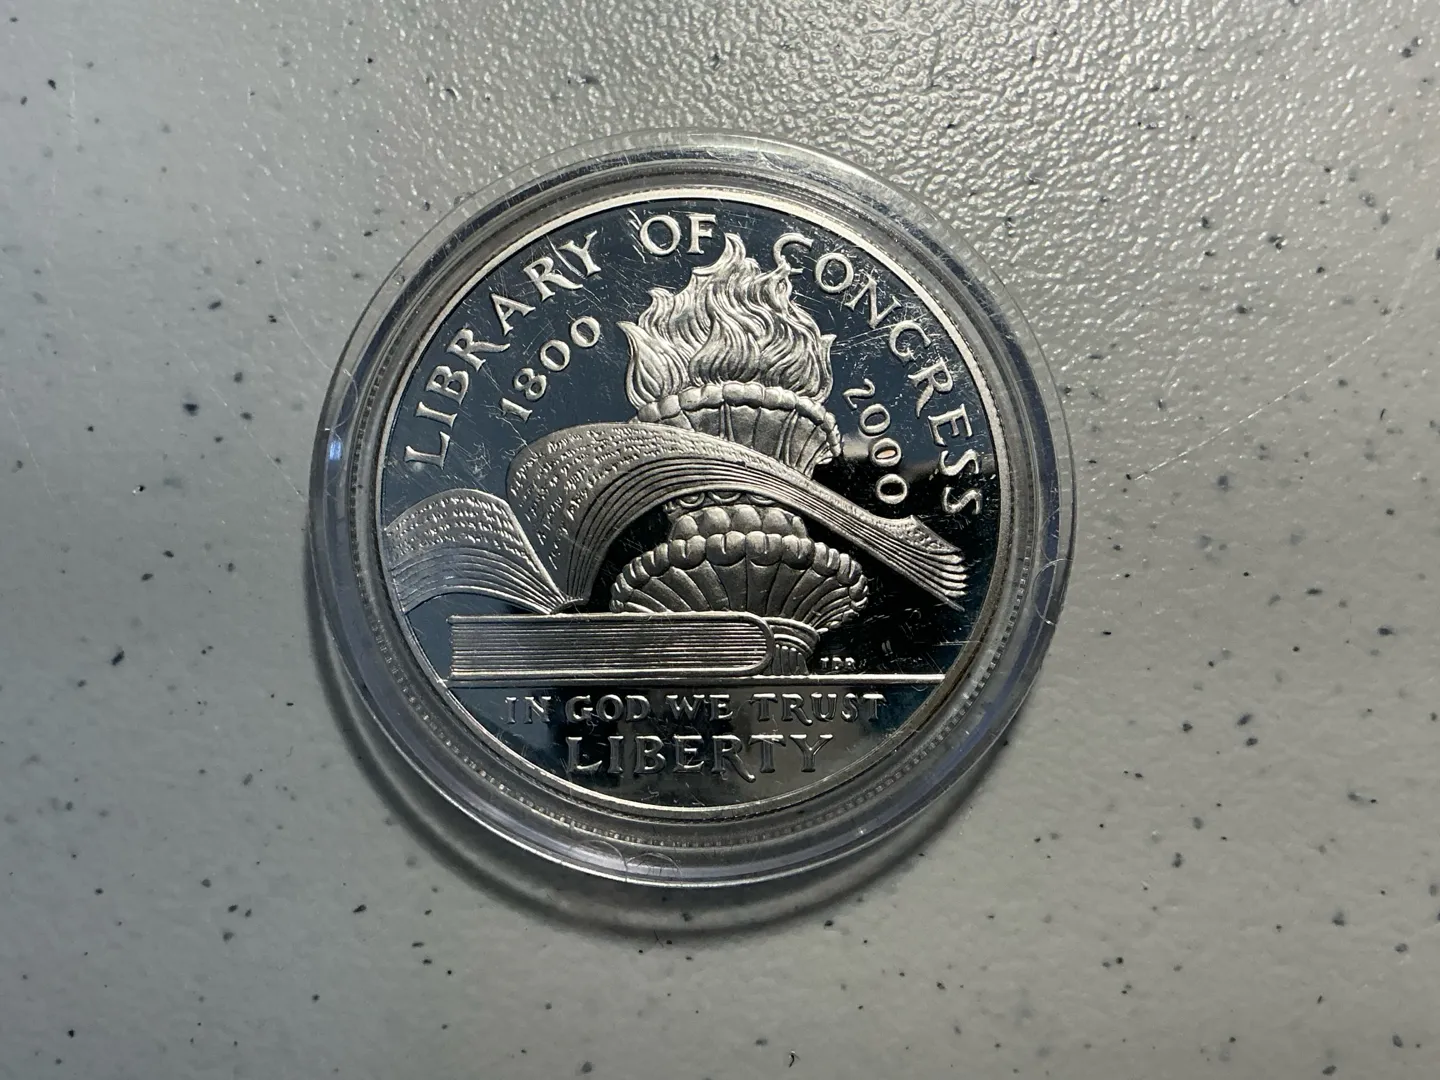 LIBRARY OF CONGRESS
1800
2000
TDR
IN GOD WE TRUST
LIBERTY